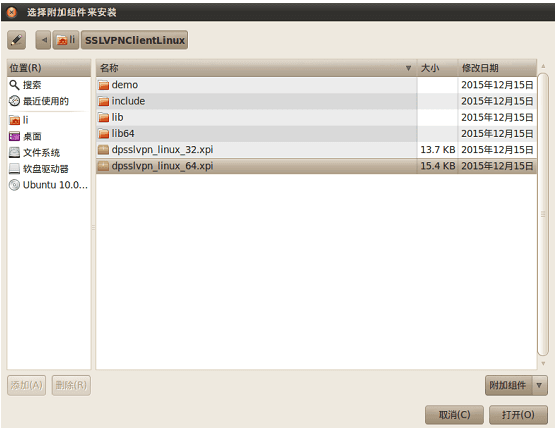 选择附加组件来安装
li SSLVPNClientLinux
位置(R) 名称 大小 修改日期
搜索 demo 2015年12月15日
最近使用的 include 2015年12月15日
li lib 2015年12月15日
桌面 lib64 2015年12月15日
文件系统 dpsslvpn_linux_32.xpi 13.7 KB 2015年12月15日
软盘驱动器 dpsslvpn_linux_64.xpi 15.4 KB 2015年12月15日
Ubuntu 10.0...
添加(A) 删除(R) 附加组件
取消(C) 打开(O)